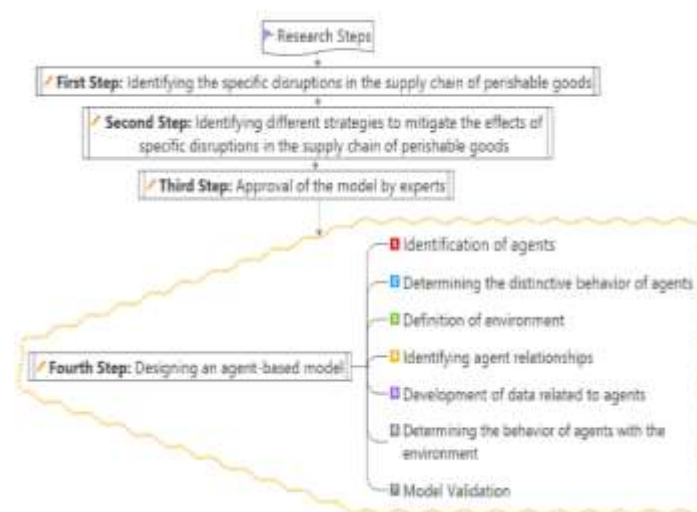 Research Steps
First Step: Identifying the specific disruptions in the supply chain of perishable goods
Second Step: Identifying different strategies to mitigate the effects of
specific disruptions in the supply chain of perishable goods
Third Step: Approval of the model by experts
Fourth Step: Designing an agent-based model
1 Identification of agents
Determining the distinctive behavior of agents
Definition of environment
Identifying agent relationships
Development of data related to agents
Determining the behavior of agents with the
environment
Model Validation